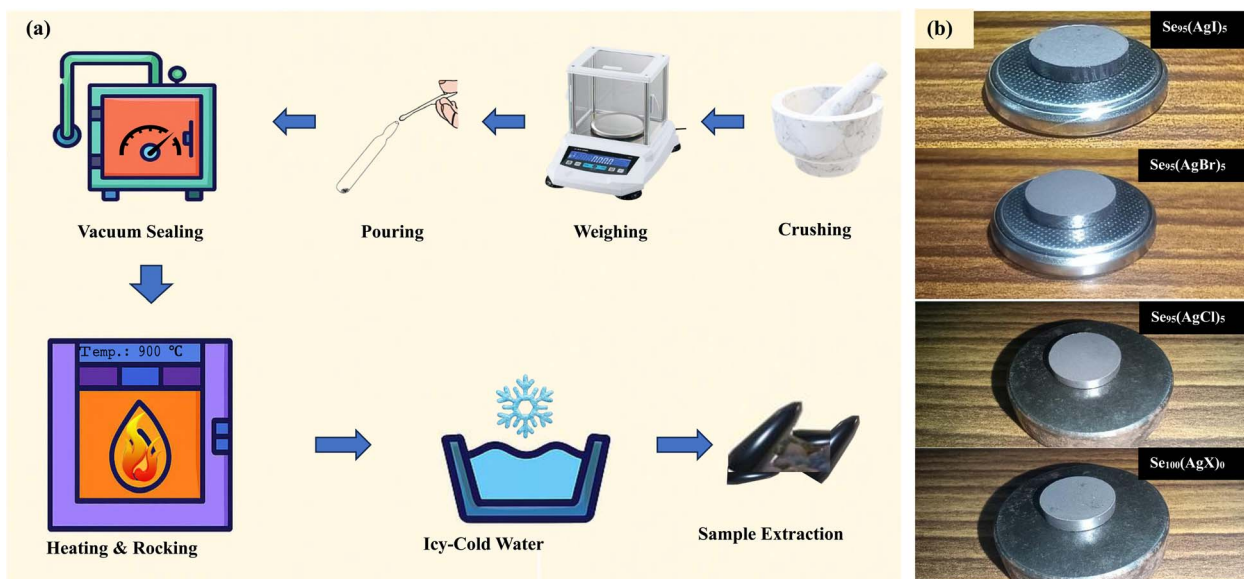 (a)
Vacuum Sealing
Pouring
Weighing
Crushing
Temp.: 900 ℃
Heating & Rocking
Icy-Cold Water
Sample Extraction
(b)
Se₉₅(AgI)₅
Se₉₅(AgBr)₅
Se₉₅(AgCl)₅
Se₁₀₀(AgX)₀